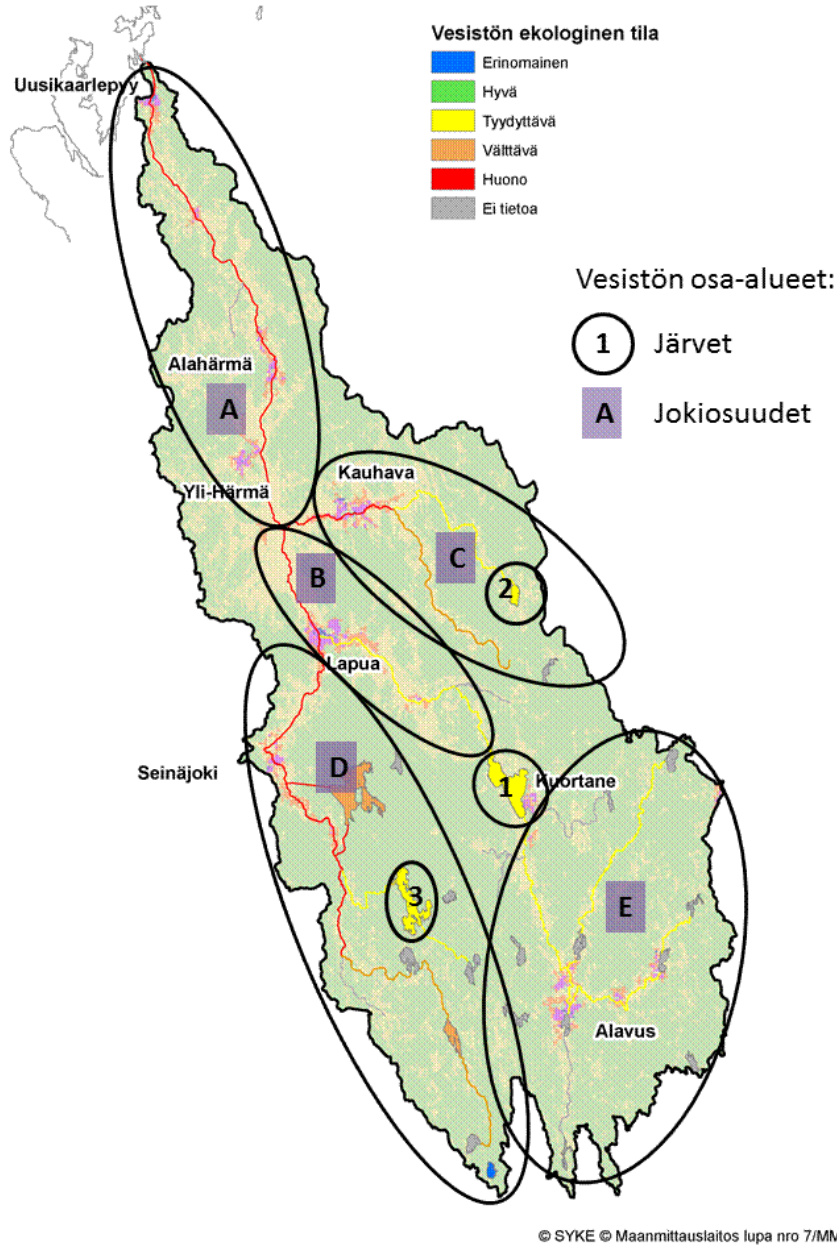 Vesistön ekologinen tila
Erinomainen
Hyvä
Tyydyttävä
Välttävä
Huono
Ei tietoa
Vesistön osa-alueet:
1 Järvet
A Jokiosuudet
Uusikaarlepyy
Alahärmä
A
Yli-Härmä
Kauhava
C
B
2
Lapua
Seinäjoki
D
1
Kuortane
3
E
Alavus
© SYKE © Maanmittauslaitos lupa nro 7/MM